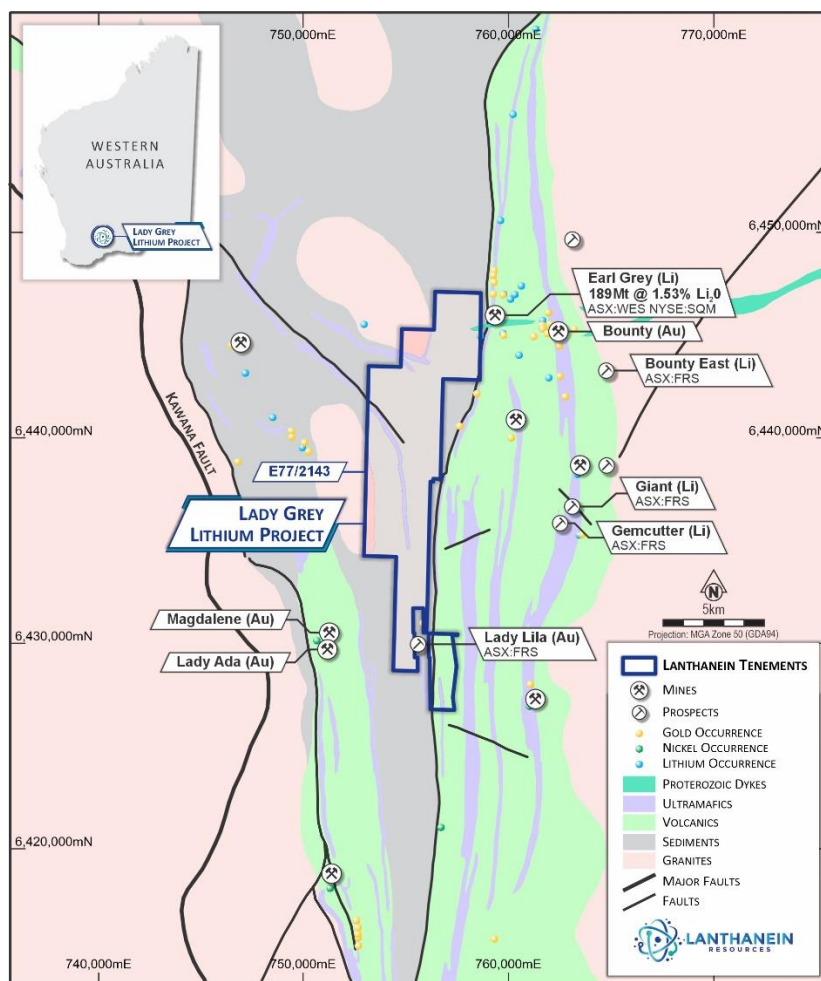 750,000mE
760,000mE
770,000mE
WESTERN
AUSTRALIA
LADY GREY
LITHIUM PROJECT
6,450,000mN
Earl Grey (Li)
189Mt @ 1.53% Li₂0
ASX:WES NYSE:SQM
Bounty (Au)
Bounty East (Li)
ASX:FRS
6,440,000mN
6,440,000mN
KAWANA FAULT
E77/2143
LADY GREY
LITHIUM PROJECT
Giant (Li)
ASX:FRS
Gemcutter (Li)
ASX:FRS
N
5km
Projection: MGA Zone 50 (GDA94)
Magdalene (Au)
6,430,000mN
Lady Ada (Au)
Lady Lila (Au)
ASX:FRS
6,430,000mN
LANTHANEIN TENEMENTS
MINES
PROSPECTS
GOLD OCCURRENCE
NICKEL OCCURRENCE
LITHIUM OCCURRENCE
PROTEROZOIC DYKES
ULTRAMAFICS
VOLCANICS
SEDIMENTS
GRANITES
MAJOR FAULTS
FAULTS
LANTHANEIN
RESOURCES
6,420,000mN
740,000mE
750,000mE
760,000mE